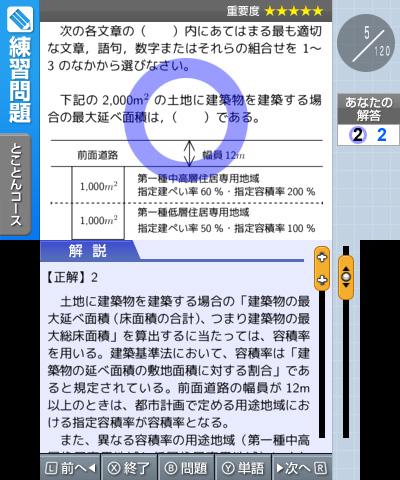 練習問題
とことんコース
重要度 ★★★★★
次の各文章の(　)内にあてはまる最も適切
な文章，語句，数字またはそれらの組合せを 1〜
3 のなかから選びなさい。
下記の 2,000m² の土地に建築物を建築する場
合の最大延べ面積は，(　)である。
前面道路
幅員 12m
1,000m²
第一種中高層住居専用地域
指定建ぺい率 60 %・指定容積率 200 %
1,000m²
第一種低層住居専用地域
指定建ぺい率 50 %・指定容積率 100 %
5
/120
あなたの
解答
2 2
解 説
【正解】2
土地に建築物を建築する場合の「建築物の最
大延べ面積（床面積の合計）、つまり建築物の最
大総床面積」を算出するに当たっては、容積率
を用いる。建築基準法において、容積率は「建
築物の延べ面積の敷地面積に対する割合」であ
ると規定されている。前面道路の幅員が 12m
以上のときは、都市計画で定める用途地域にお
ける指定容積率が容積率となる。
また、異なる容積率の用途地域（第一種中高
L 前へ
X 終了
B 問題
Y 単語
次へ R